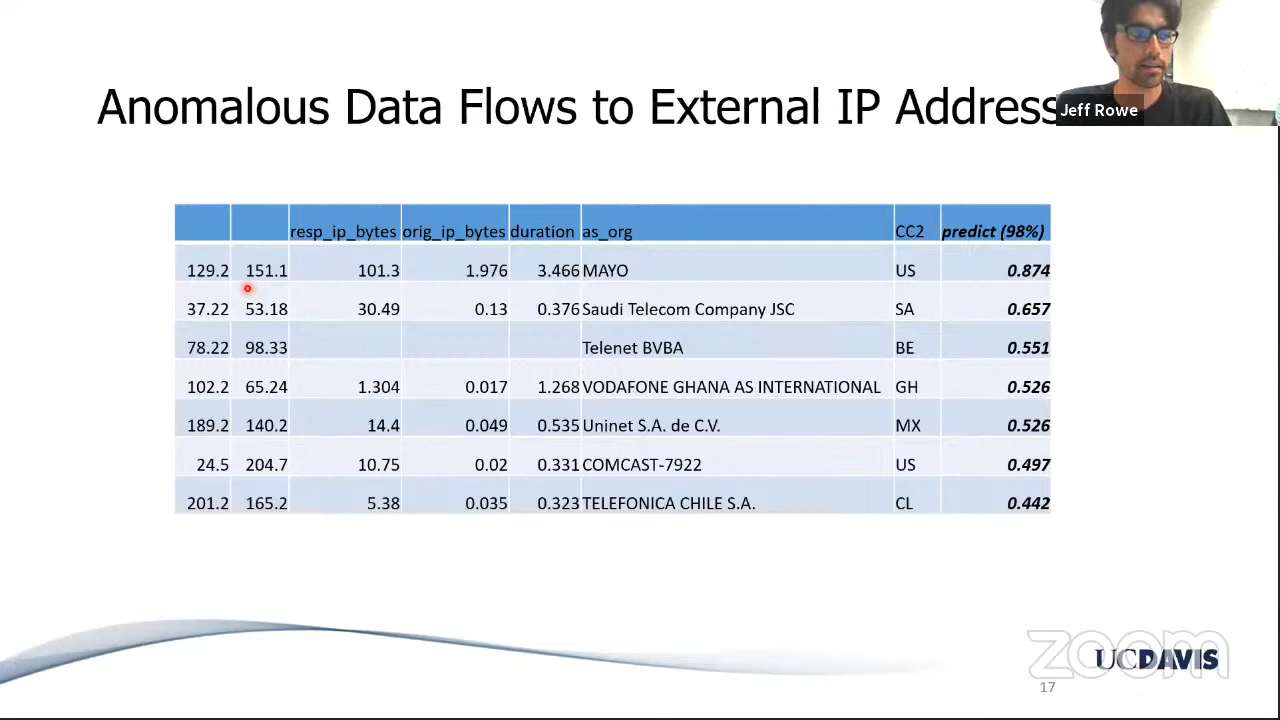 Anomalous Data Flows to External IP Address
Jeff Rowe
resp_ip_bytes orig_ip_bytes duration as_org CC2 predict (98%)
129.2 151.1 101.3 1.976 3.466 MAYO US 0.874
37.22 53.18 30.49 0.13 0.376 Saudi Telecom Company JSC SA 0.657
78.22 98.33 Telenet BVBA BE 0.551
102.2 65.24 1.304 0.017 1.268 VODAFONE GHANA AS INTERNATIONAL GH 0.526
189.2 140.2 14.4 0.049 0.535 Uninet S.A. de C.V. MX 0.526
24.5 204.7 10.75 0.02 0.331 COMCAST-7922 US 0.497
201.2 165.2 5.38 0.035 0.323 TELEFONICA CHILE S.A. CL 0.442
zoom
UCDAVIS
17